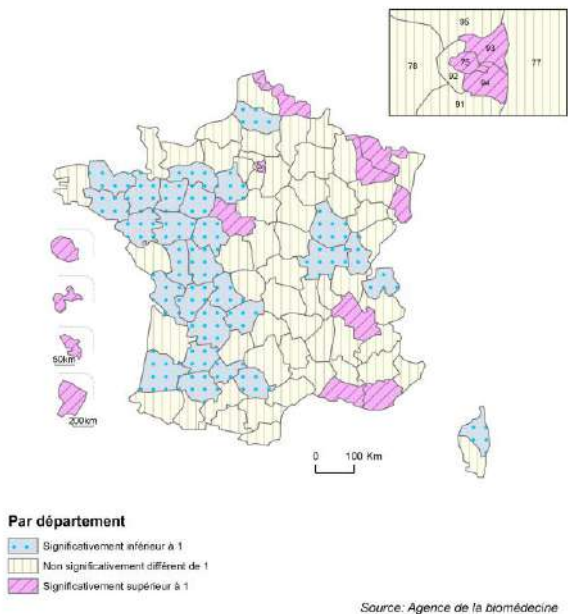 95
93
78
75
77
92
94
91
50km
200km
0 100 Km
Par département
Significativement inférieur à 1
Non significativement différent de 1
Significativement supérieur à 1
Source: Agence de la biomédecine